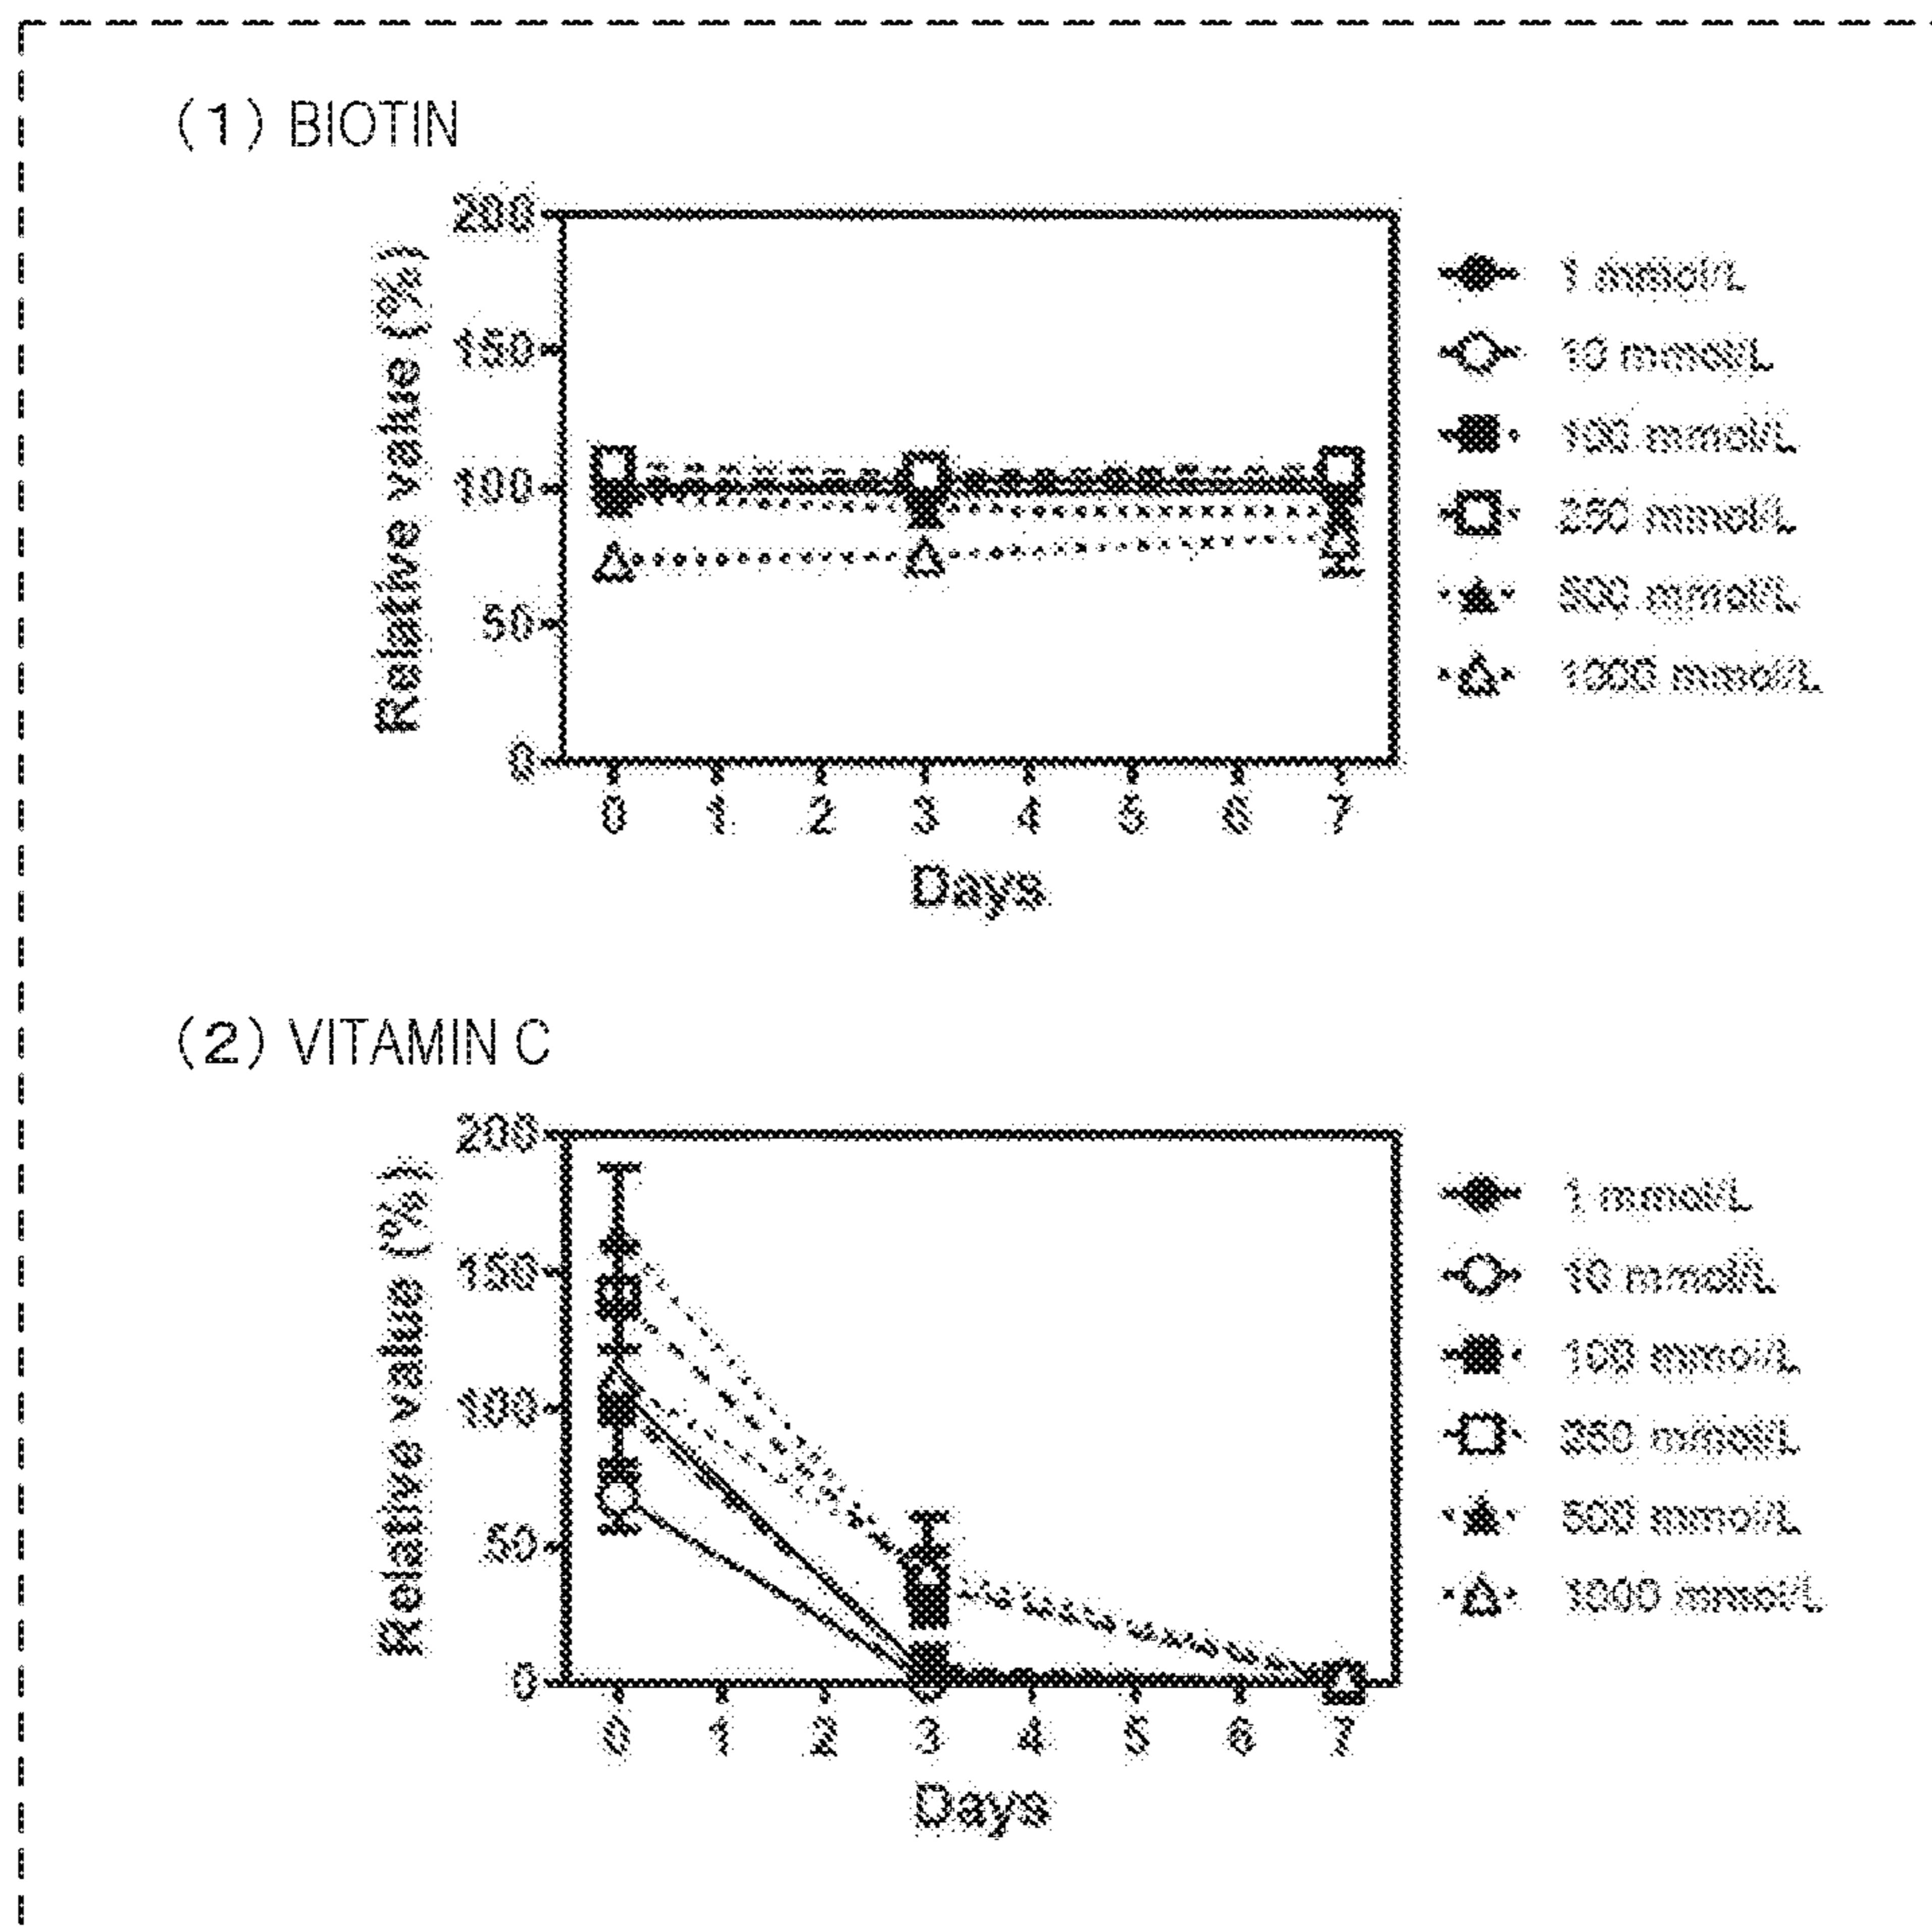 (1) BIOTIN
200
150
100
50
0
Relative value (%)
0 1 2 3 4 5 6 7
Days
1 mmol/L
10 mmol/L
100 mmol/L
250 mmol/L
500 mmol/L
1000 mmol/L
(2) VITAMIN C
200
150
100
50
0
Relative value (%)
0 1 2 3 4 5 6 7
Days
1 mmol/L
10 mmol/L
100 mmol/L
250 mmol/L
500 mmol/L
1000 mmol/L